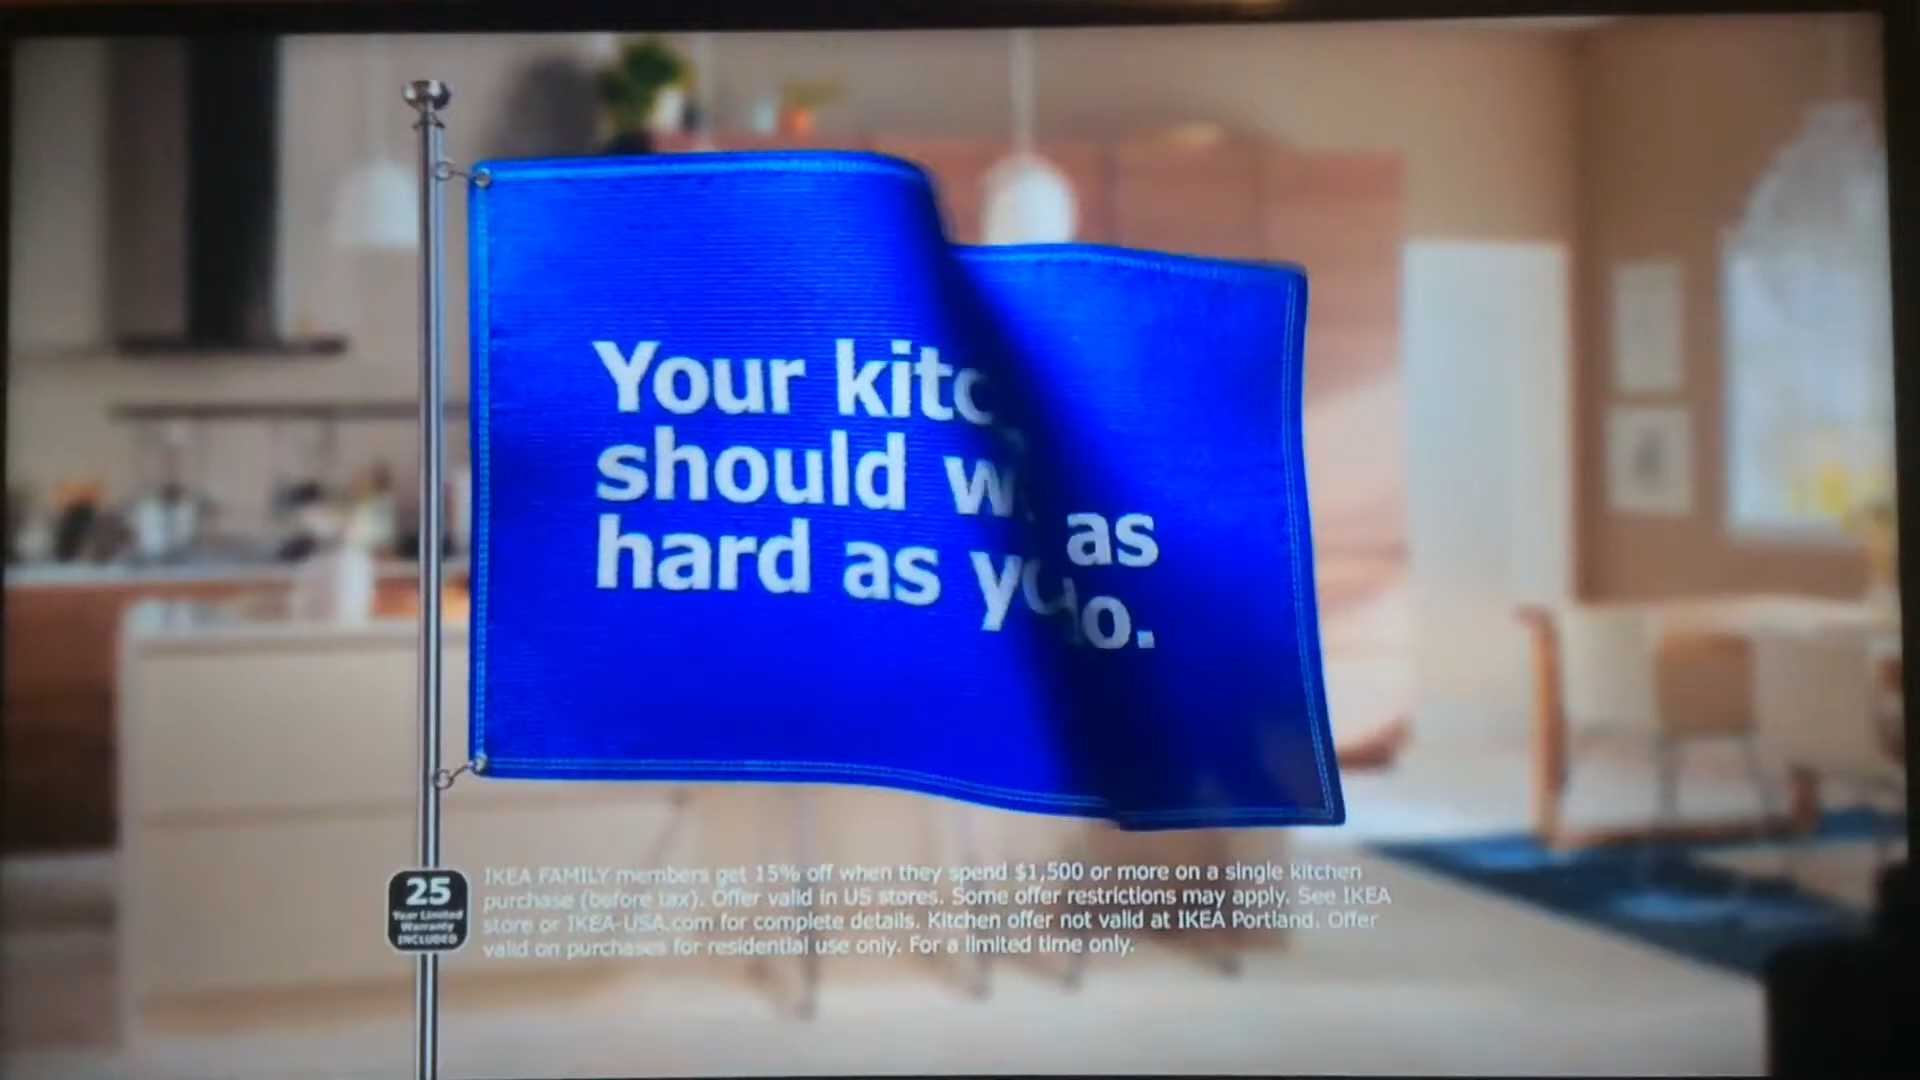 Your kitc
should w as
hard as yo do.
25
Year Limited
Warranty
INCLUDED
IKEA FAMILY members get 15% off when they spend $1,500 or more on a single kitchen
purchase (before tax). Offer valid in US stores. Some offer restrictions may apply. See IKEA
store or IKEA-USA.com for complete details. Kitchen offer not valid at IKEA Portland. Offer
valid on purchases for residential use only. For a limited time only.